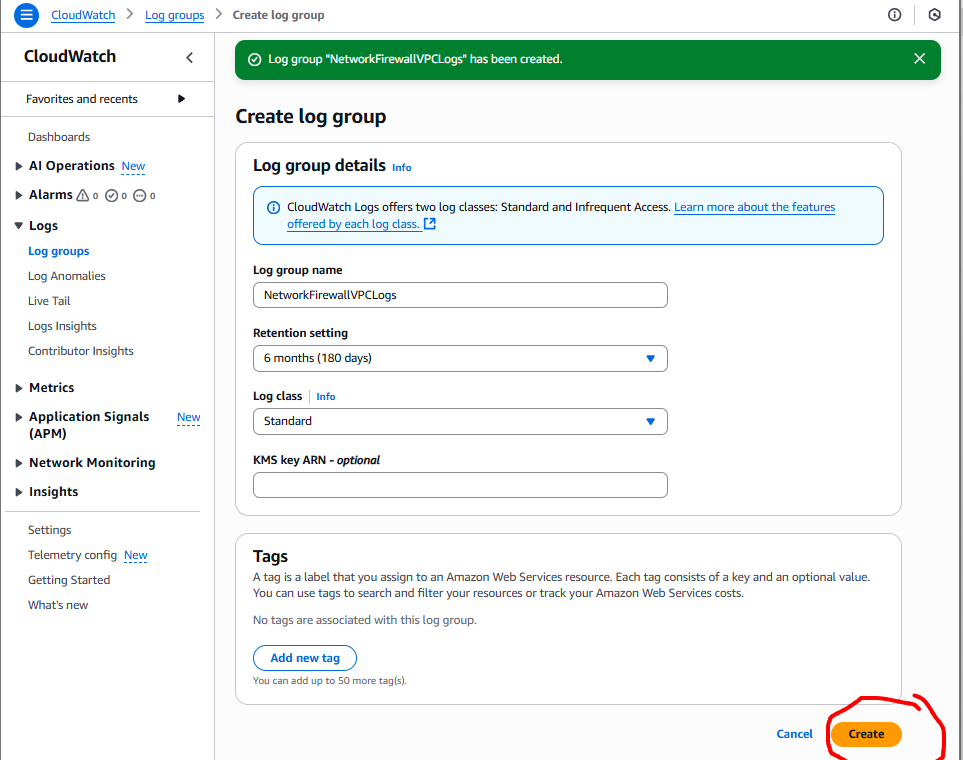 CloudWatch > Log groups > Create log group
CloudWatch
Favorites and recents
Dashboards
AI Operations New
Alarms 0 0 0
Logs
Log groups
Log Anomalies
Live Tail
Logs Insights
Contributor Insights
Metrics
Application Signals New
(APM)
Network Monitoring
Insights
Settings
Telemetry config New
Getting Started
What's new
Log group "NetworkFirewallVPCLogs" has been created.
Create log group
Log group details Info
CloudWatch Logs offers two log classes: Standard and Infrequent Access. Learn more about the features
offered by each log class.
Log group name
NetworkFirewallVPCLogs
Retention setting
6 months (180 days)
Log class Info
Standard
KMS key ARN - optional
Tags
A tag is a label that you assign to an Amazon Web Services resource. Each tag consists of a key and an optional value.
You can use tags to search and filter your resources or track your Amazon Web Services costs.
No tags are associated with this log group.
Add new tag
You can add up to 50 more tag(s).
Cancel Create